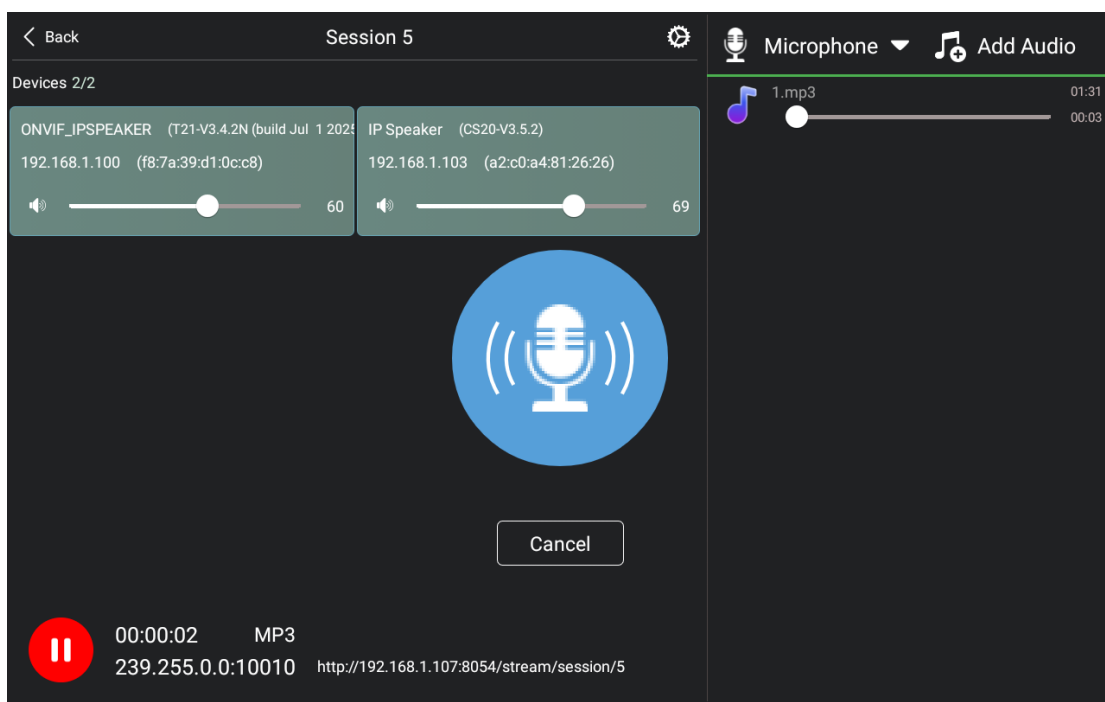 Back
Session 5
Microphone
Add Audio
Devices 2/2
1.mp3
01:31
00:03
ONVIF_IPSPEAKER (T21-V3.4.2N (build Jul 1 2025
192.168.1.100 (f8:7a:39:d1:0c:c8)
60
IP Speaker (CS20-V3.5.2)
192.168.1.103 (a2:c0:a4:81:26:26)
69
Cancel
00:00:02 MP3
239.255.0.0:10010 http://192.168.1.107:8054/stream/session/5